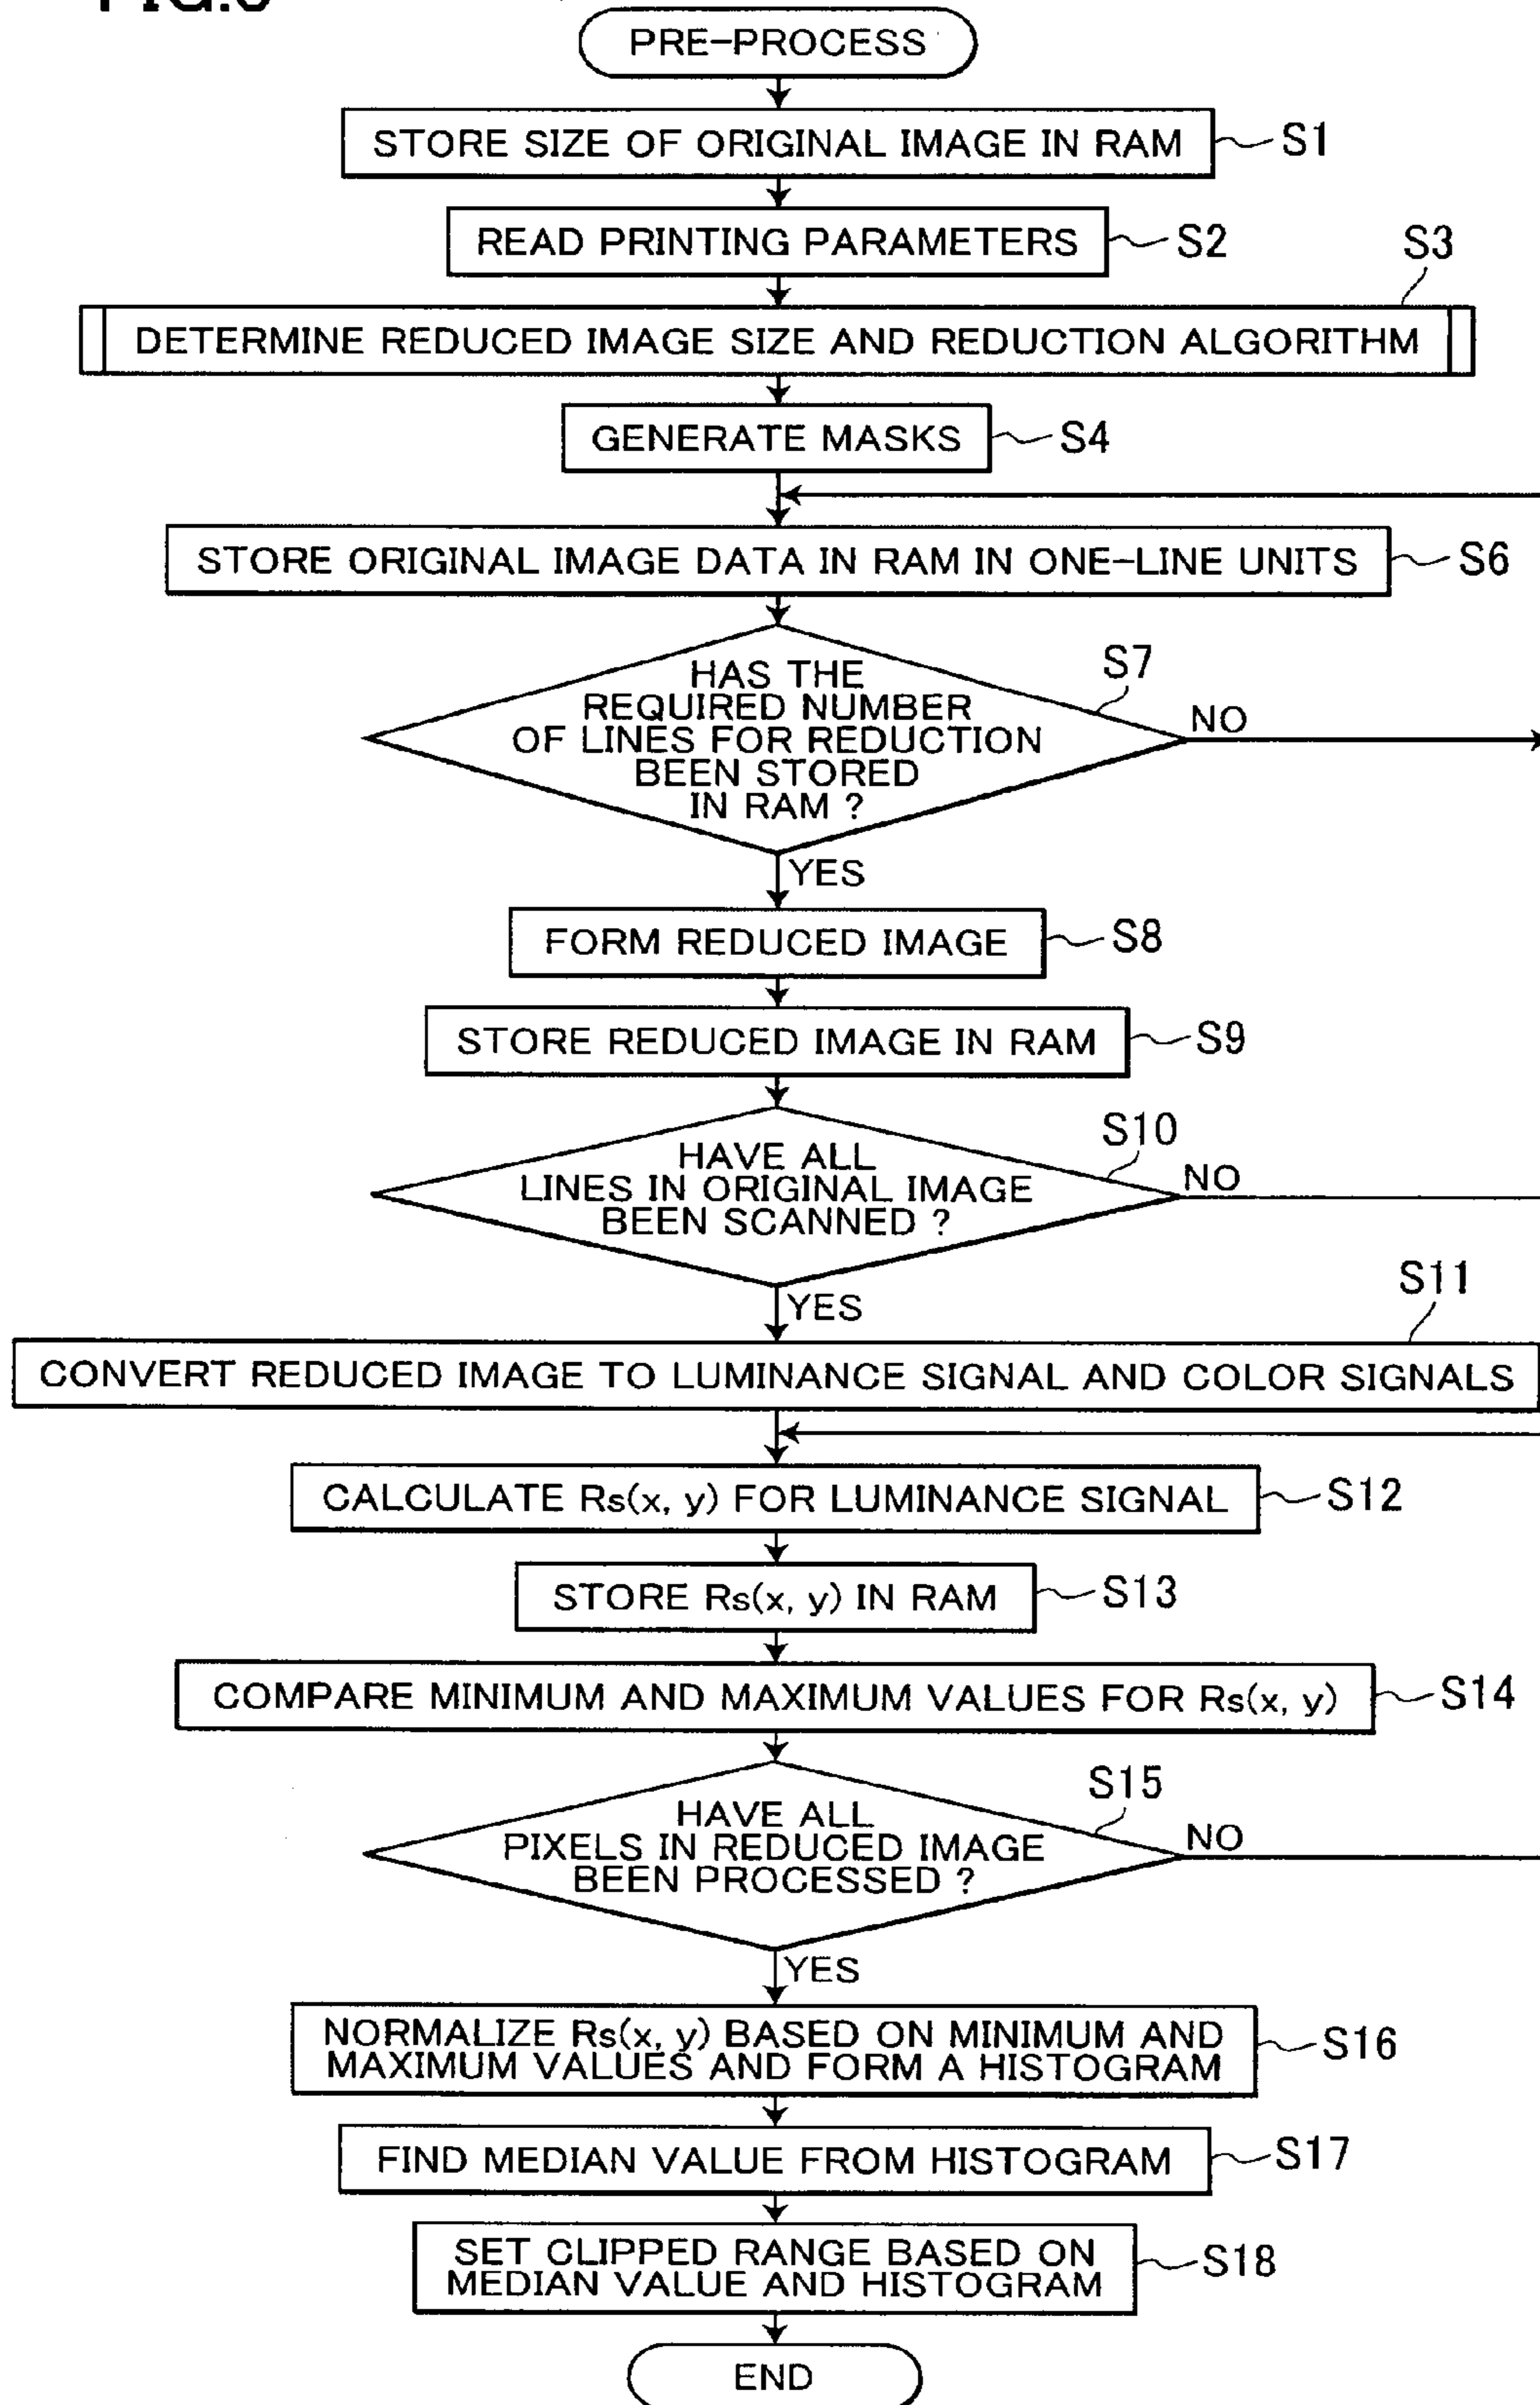 PRE-PROCESS
STORE SIZE OF ORIGINAL IMAGE IN RAM
S1
READ PRINTING PARAMETERS
S2
S3
DETERMINE REDUCED IMAGE SIZE AND REDUCTION ALGORITHM
GENERATE MASKS
S4
STORE ORIGINAL IMAGE DATA IN RAM IN ONE-LINE UNITS
S6
S7
HAS THE
REQUIRED NUMBER
OF LINES FOR REDUCTION
BEEN STORED
IN RAM ?
NO
YES
FORM REDUCED IMAGE
S8
STORE REDUCED IMAGE IN RAM
S9
S10
HAVE ALL
LINES IN ORIGINAL IMAGE
BEEN SCANNED ?
NO
YES
S11
CONVERT REDUCED IMAGE TO LUMINANCE SIGNAL AND COLOR SIGNALS
CALCULATE Rs(x, y) FOR LUMINANCE SIGNAL
S12
STORE Rs(x, y) IN RAM
S13
COMPARE MINIMUM AND MAXIMUM VALUES FOR Rs(x, y)
S14
S15
HAVE ALL
PIXELS IN REDUCED IMAGE
BEEN PROCESSED ?
NO
YES
NORMALIZE Rs(x, y) BASED ON MINIMUM AND
MAXIMUM VALUES AND FORM A HISTOGRAM
S16
FIND MEDIAN VALUE FROM HISTOGRAM
S17
SET CLIPPED RANGE BASED ON
MEDIAN VALUE AND HISTOGRAM
S18
END